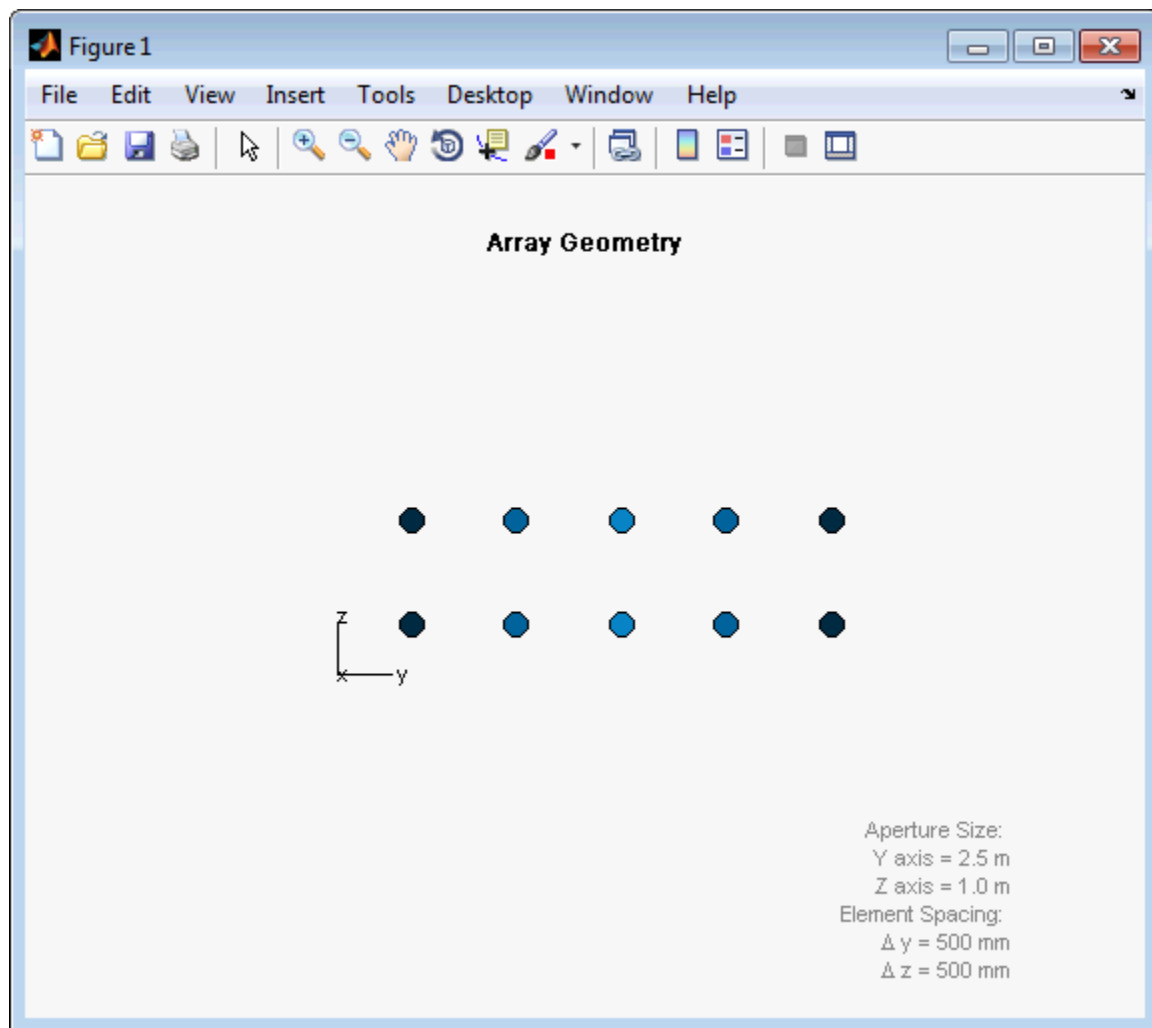 Figure 1
File Edit View Insert Tools Desktop Window Help
Array Geometry
z
x
y
Aperture Size:
Y axis = 2.5 m
Z axis = 1.0 m
Element Spacing:
Δ y = 500 mm
Δ z = 500 mm